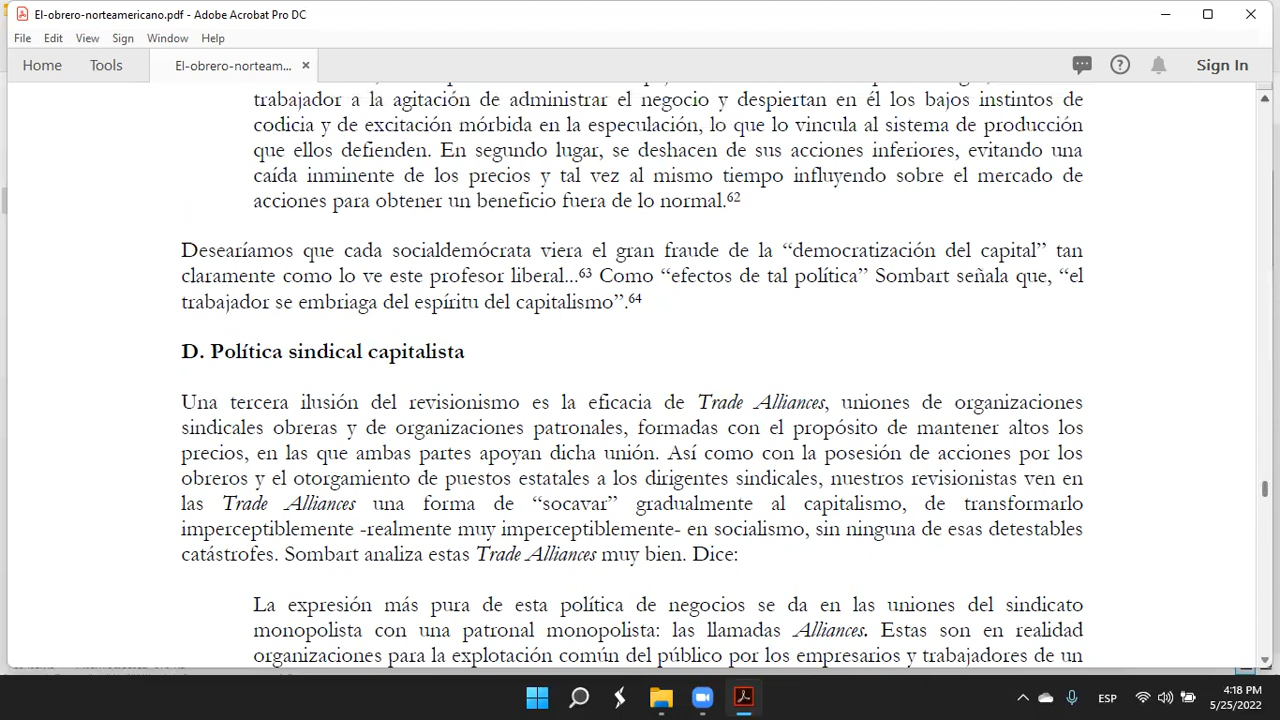 El-obrero-norteamericano.pdf - Adobe Acrobat Pro DC
File Edit View Sign Window Help
Home Tools El-obrero-norteam... × Sign In
trabajador a la agitación de administrar el negocio y despiertan en él los bajos instintos de
codicia y de excitación mórbida en la especulación, lo que lo vincula al sistema de producción
que ellos defienden. En segundo lugar, se deshacen de sus acciones inferiores, evitando una
caída inminente de los precios y tal vez al mismo tiempo influyendo sobre el mercado de
acciones para obtener un beneficio fuera de lo normal.62
Desearíamos que cada socialdemócrata viera el gran fraude de la “democratización del capital” tan
claramente como lo ve este profesor liberal...63 Como “efectos de tal política” Sombart señala que, “el
trabajador se embriaga del espíritu del capitalismo”.64
D. Política sindical capitalista
Una tercera ilusión del revisionismo es la eficacia de Trade Alliances, uniones de organizaciones
sindicales obreras y de organizaciones patronales, formadas con el propósito de mantener altos los
precios, en las que ambas partes apoyan dicha unión. Así como con la posesión de acciones por los
obreros y el otorgamiento de puestos estatales a los dirigentes sindicales, nuestros revisionistas ven en
las Trade Alliances una forma de “socavar” gradualmente al capitalismo, de transformarlo
imperceptiblemente -realmente muy imperceptiblemente- en socialismo, sin ninguna de esas detestables
catástrofes. Sombart analiza estas Trade Alliances muy bien. Dice:
La expresión más pura de esta política de negocios se da en las uniones del sindicato
monopolista con una patronal monopolista: las llamadas Alliances. Estas son en realidad
organizaciones para la explotación común del público por los empresarios y trabajadores de un
ESP
4:18 PM
5/25/2022